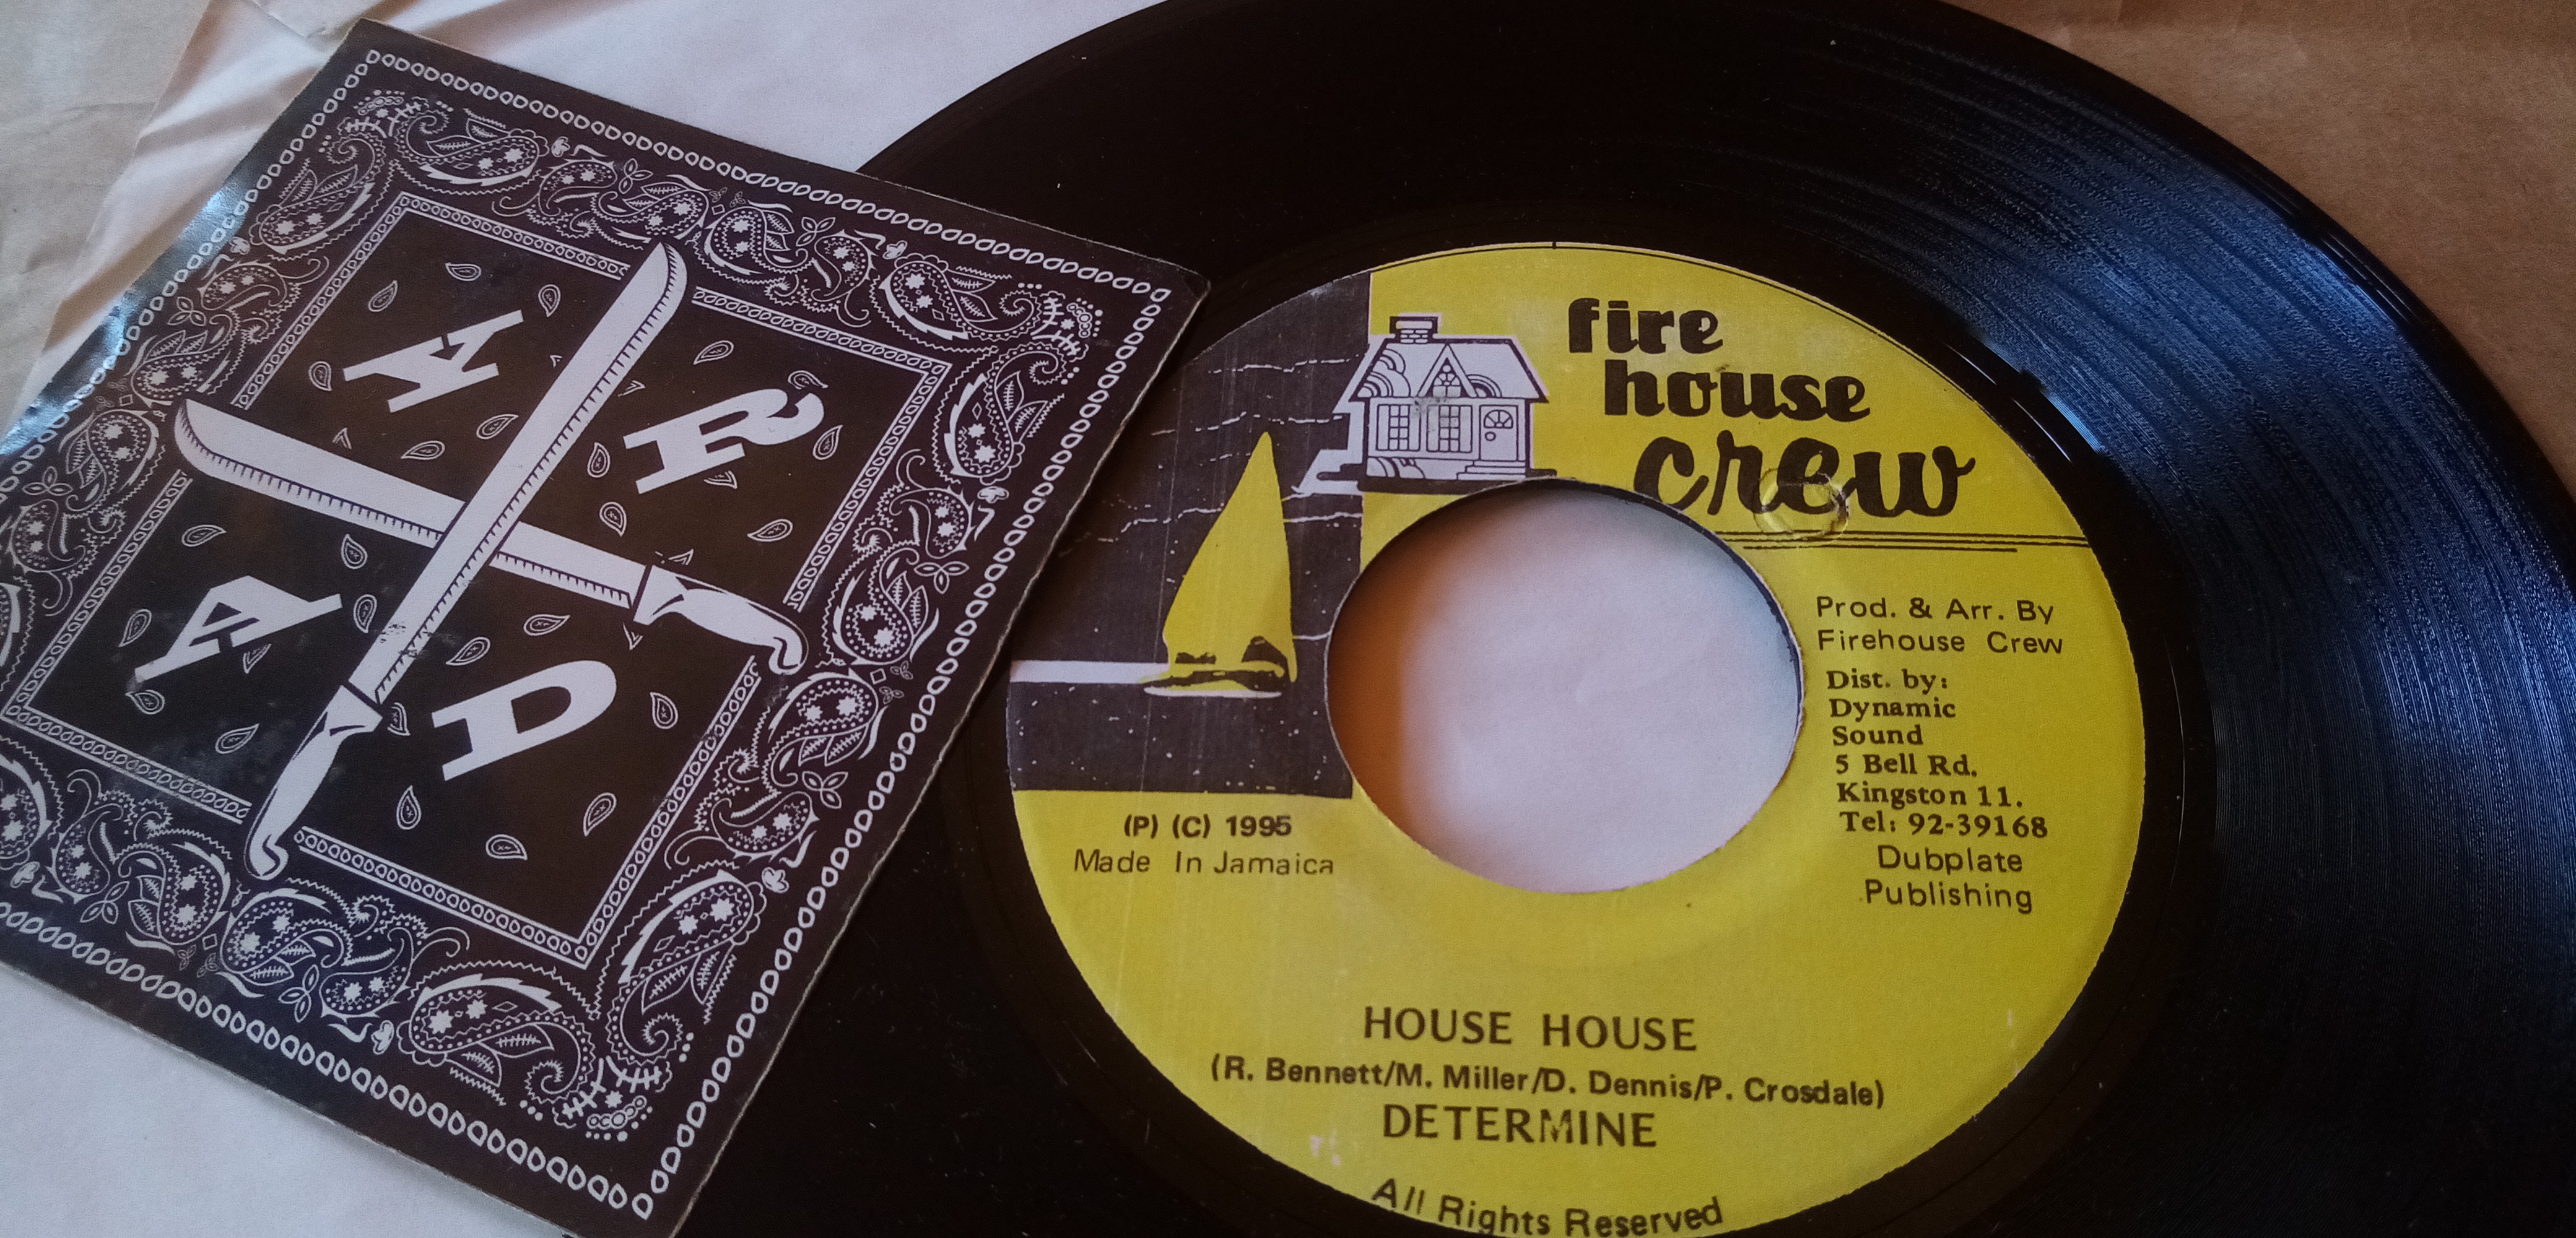 A R
A D
fire
house
crew
Prod. & Arr. By
Firehouse Crew
Dist. by:
Dynamic
Sound
5 Bell Rd.
Kingston 11.
Tel: 92-39168
Dubplate
Publishing
(P) (C) 1995
Made In Jamaica
HOUSE HOUSE
(R. Bennett/M. Miller/D. Dennis/P. Crosdale)
DETERMINE
All Rights Reserved